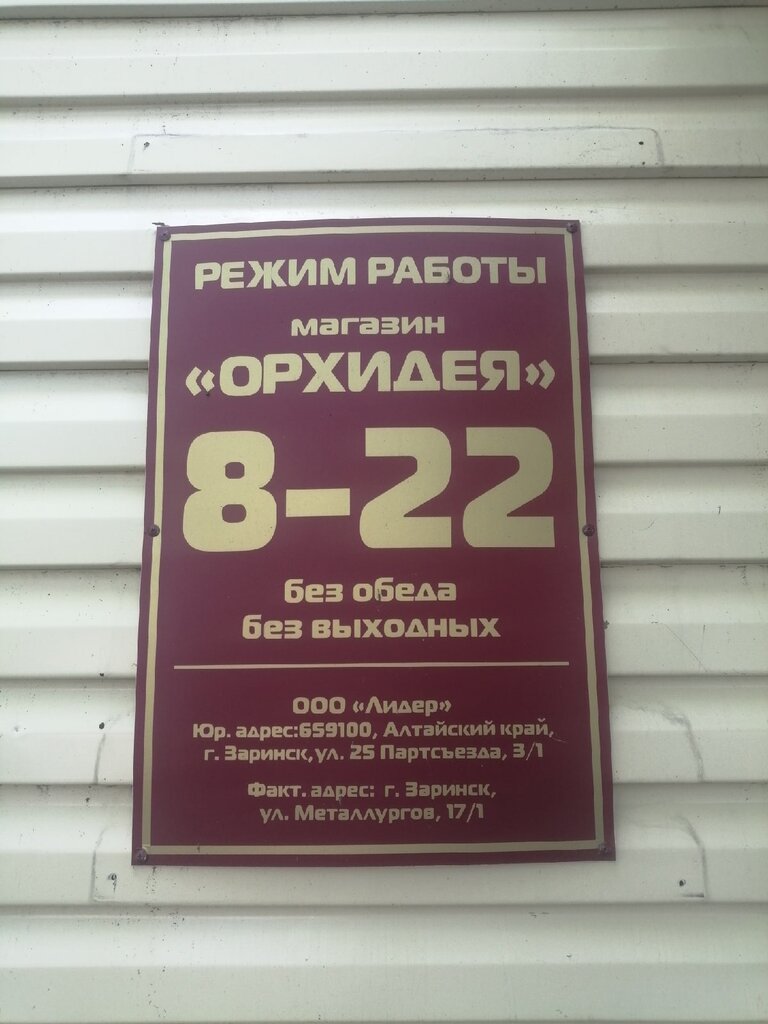 РЕЖИМ РАБОТЫ
магазин
«ОРХИДЕЯ»
8-22
без обеда
без выходных
ООО «Лидер»
Юр. адрес:659100, Алтайский край,
г. Заринск,ул. 25 Партсъезда, 3/1
Факт. адрес: г. Заринск,
ул. Металлургов, 17/1